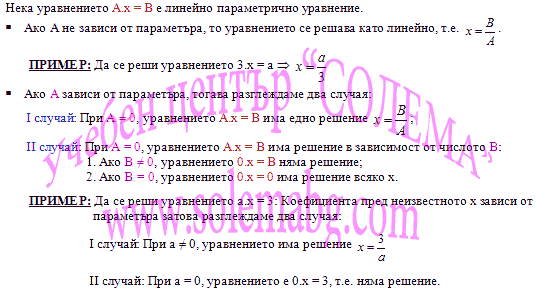 Нека уравнението A.x = B е линейно параметрично уравнение.
▪ Ако A не зависи от параметъра, то уравнението се решава като линейно, т.е. x = B/A.
ПРИМЕР: Да се реши уравнението 3.x = a ⇒ x = a/3
▪ Ако A зависи от параметъра, тогава разглеждаме два случая:
I случай: При A ≠ 0, уравнението A.x = B има едно решение x = B/A;
II случай: При A = 0, уравнението A.x = B има решение в зависимост от числото B:
1. Ако B ≠ 0, уравнението 0.x = B няма решение;
2. Ако B = 0, уравнението 0.x = 0 има решение всяко x.
ПРИМЕР: Да се реши уравнението a.x = 3: Коефициента пред неизвестното x зависи от
параметъра затова разглеждаме два случая:
I случай: При a ≠ 0, уравнението има решение x = 3/a
II случай: При a = 0, уравнението е 0.x = 3, т.е. няма решение.
Учебен център "СОЛЕМА"
www.solemabg.com